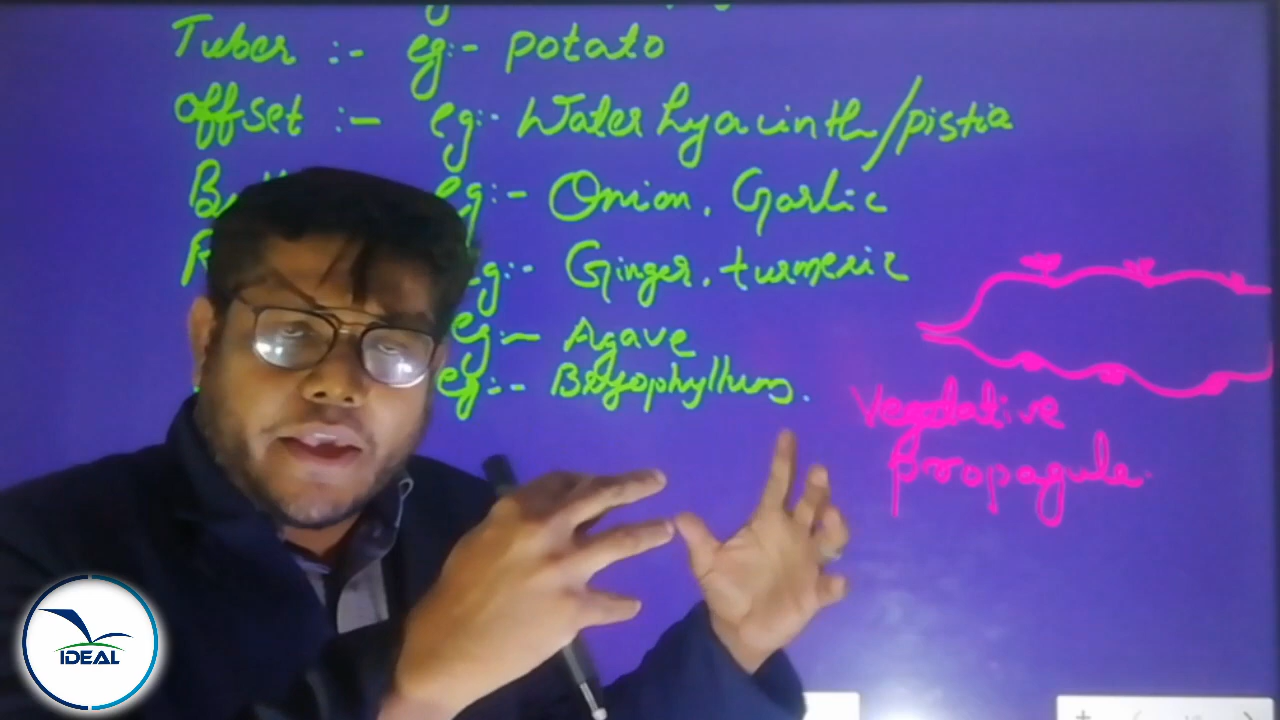 Tuber :- eg:- potato
offset :- eg:- Water hyacinth/pistia
eg:- Onion, Garlic
eg:- Ginger, turmeric
eg:- Agave
eg:- Bryophyllum.
Vegetative
propagule.
IDEAL